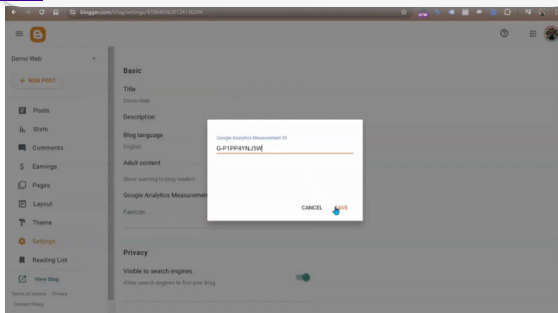 blogger.com/blog/settings/4706403620139136209
Demo Web
+ NEW POST
Posts
Stats
Comments
Earnings
Pages
Layout
Theme
Settings
Reading List
View blog
Terms of Service · Privacy ·
Content Policy
Basic
Title
Demo Web
Description
Blog language
English
Adult content
Show warning to blog readers
Google Analytics Measuremen
Favicon
Privacy
Visible to search engines
Allow search engines to find your blog
Google Analytics Measurement ID
G-P1PP4YNJ5W
CANCEL
SAVE